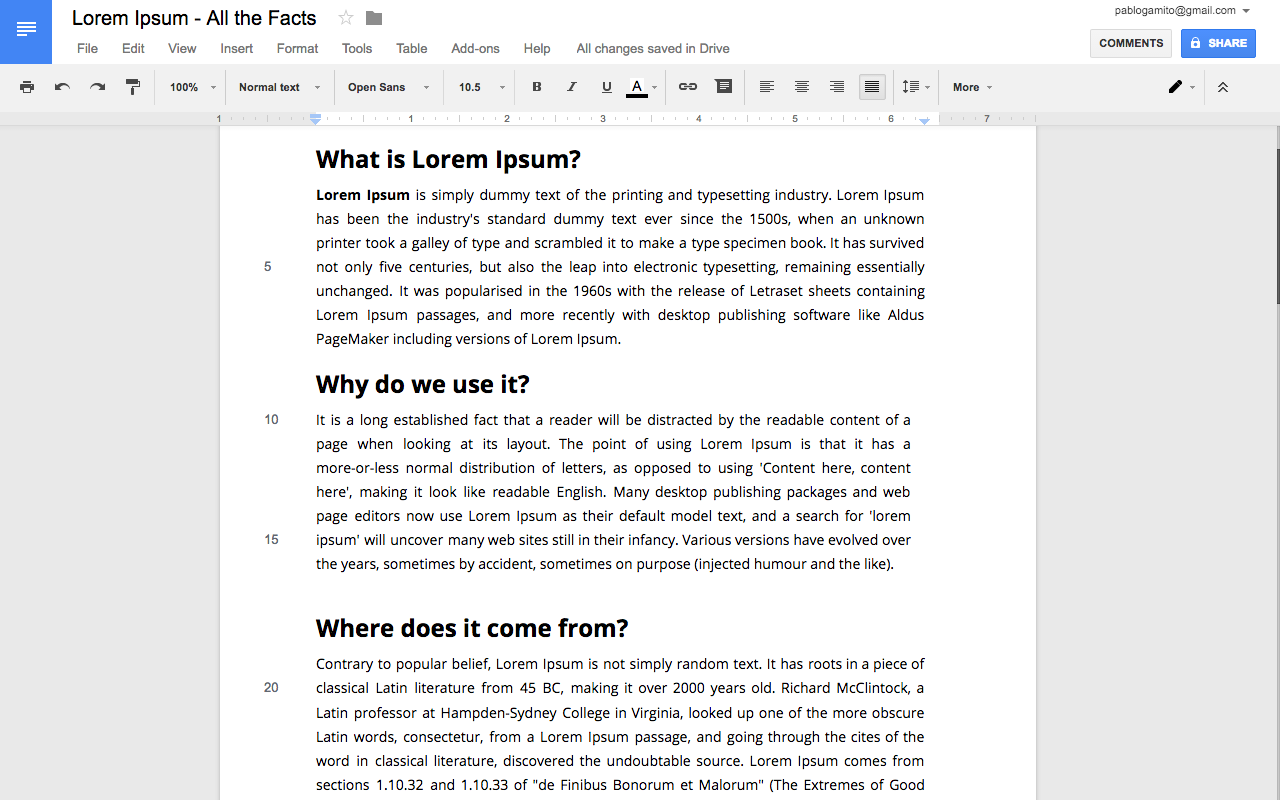 Lorem Ipsum - All the Facts
pablogamito@gmail.com
File Edit View Insert Format Tools Table Add-ons Help All changes saved in Drive
COMMENTS SHARE
100% Normal text Open Sans 10.5 B I U A More
1 1 2 3 4 5 6 7
What is Lorem Ipsum?
Lorem Ipsum is simply dummy text of the printing and typesetting industry. Lorem Ipsum
has been the industry's standard dummy text ever since the 1500s, when an unknown
printer took a galley of type and scrambled it to make a type specimen book. It has survived
5 not only five centuries, but also the leap into electronic typesetting, remaining essentially
unchanged. It was popularised in the 1960s with the release of Letraset sheets containing
Lorem Ipsum passages, and more recently with desktop publishing software like Aldus
PageMaker including versions of Lorem Ipsum.
Why do we use it?
10 It is a long established fact that a reader will be distracted by the readable content of a
page when looking at its layout. The point of using Lorem Ipsum is that it has a
more-or-less normal distribution of letters, as opposed to using 'Content here, content
here', making it look like readable English. Many desktop publishing packages and web
page editors now use Lorem Ipsum as their default model text, and a search for 'lorem
15 ipsum' will uncover many web sites still in their infancy. Various versions have evolved over
the years, sometimes by accident, sometimes on purpose (injected humour and the like).
Where does it come from?
Contrary to popular belief, Lorem Ipsum is not simply random text. It has roots in a piece of
20 classical Latin literature from 45 BC, making it over 2000 years old. Richard McClintock, a
Latin professor at Hampden-Sydney College in Virginia, looked up one of the more obscure
Latin words, consectetur, from a Lorem Ipsum passage, and going through the cites of the
word in classical literature, discovered the undoubtable source. Lorem Ipsum comes from
sections 1.10.32 and 1.10.33 of "de Finibus Bonorum et Malorum" (The Extremes of Good